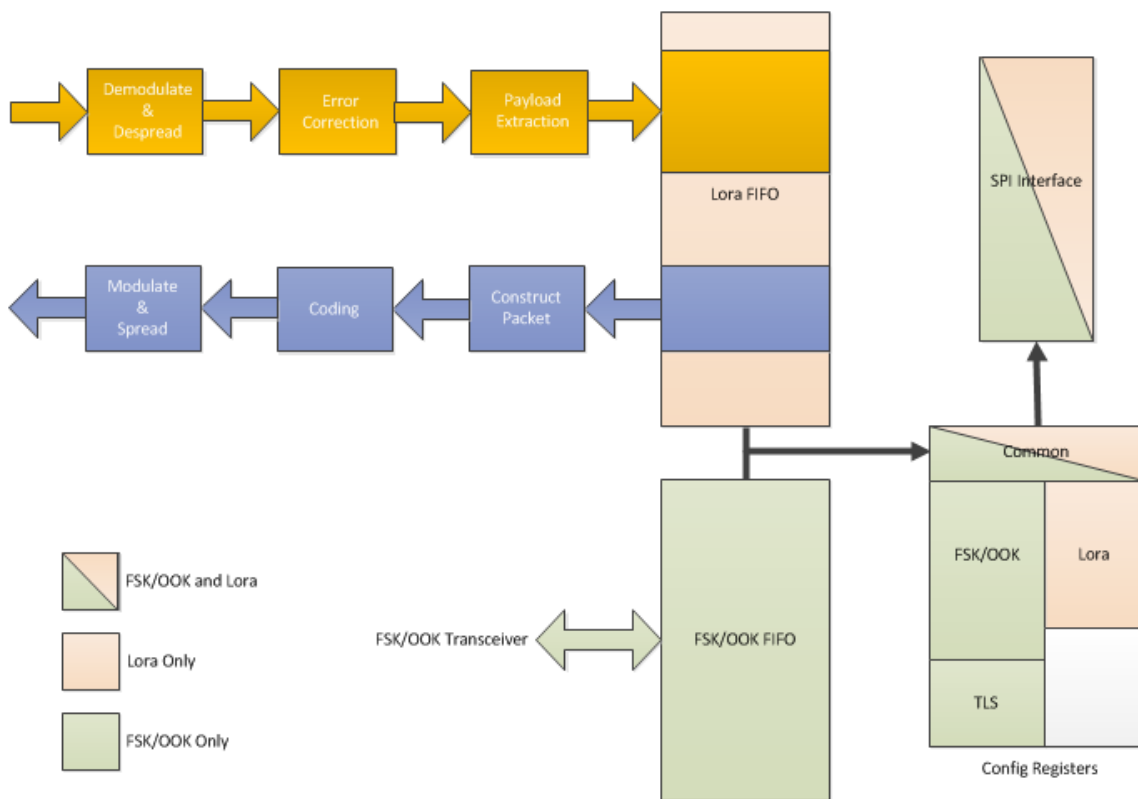 Demodulate
&
Despread
Error
Correction
Payload
Extraction
Lora FIFO
SPI Interface
Modulate
&
Spread
Coding
Construct
Packet
Common
FSK/OOK
Lora
TLS
Config Registers
FSK/OOK Transceiver
FSK/OOK FIFO
FSK/OOK and Lora
Lora Only
FSK/OOK Only